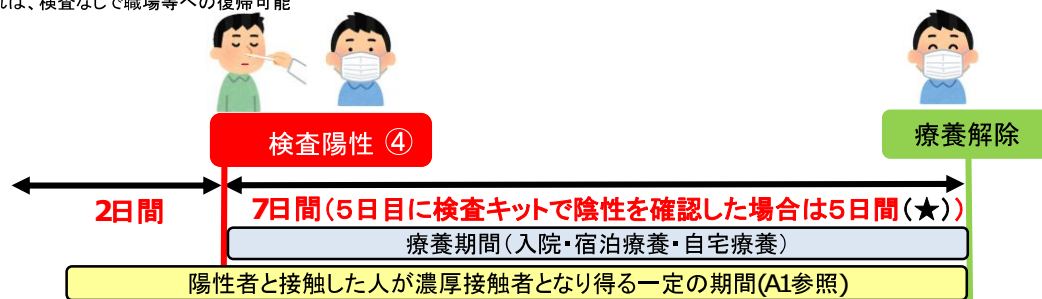 れば、検査なしで職場等への復帰可能
検査陽性 ④
療養解除
2日間
7日間(5日目に検査キットで陰性を確認した場合は5日間(★))
療養期間(入院・宿泊療養・自宅療養)
陽性者と接触した人が濃厚接触者となり得る一定の期間(A1参照)